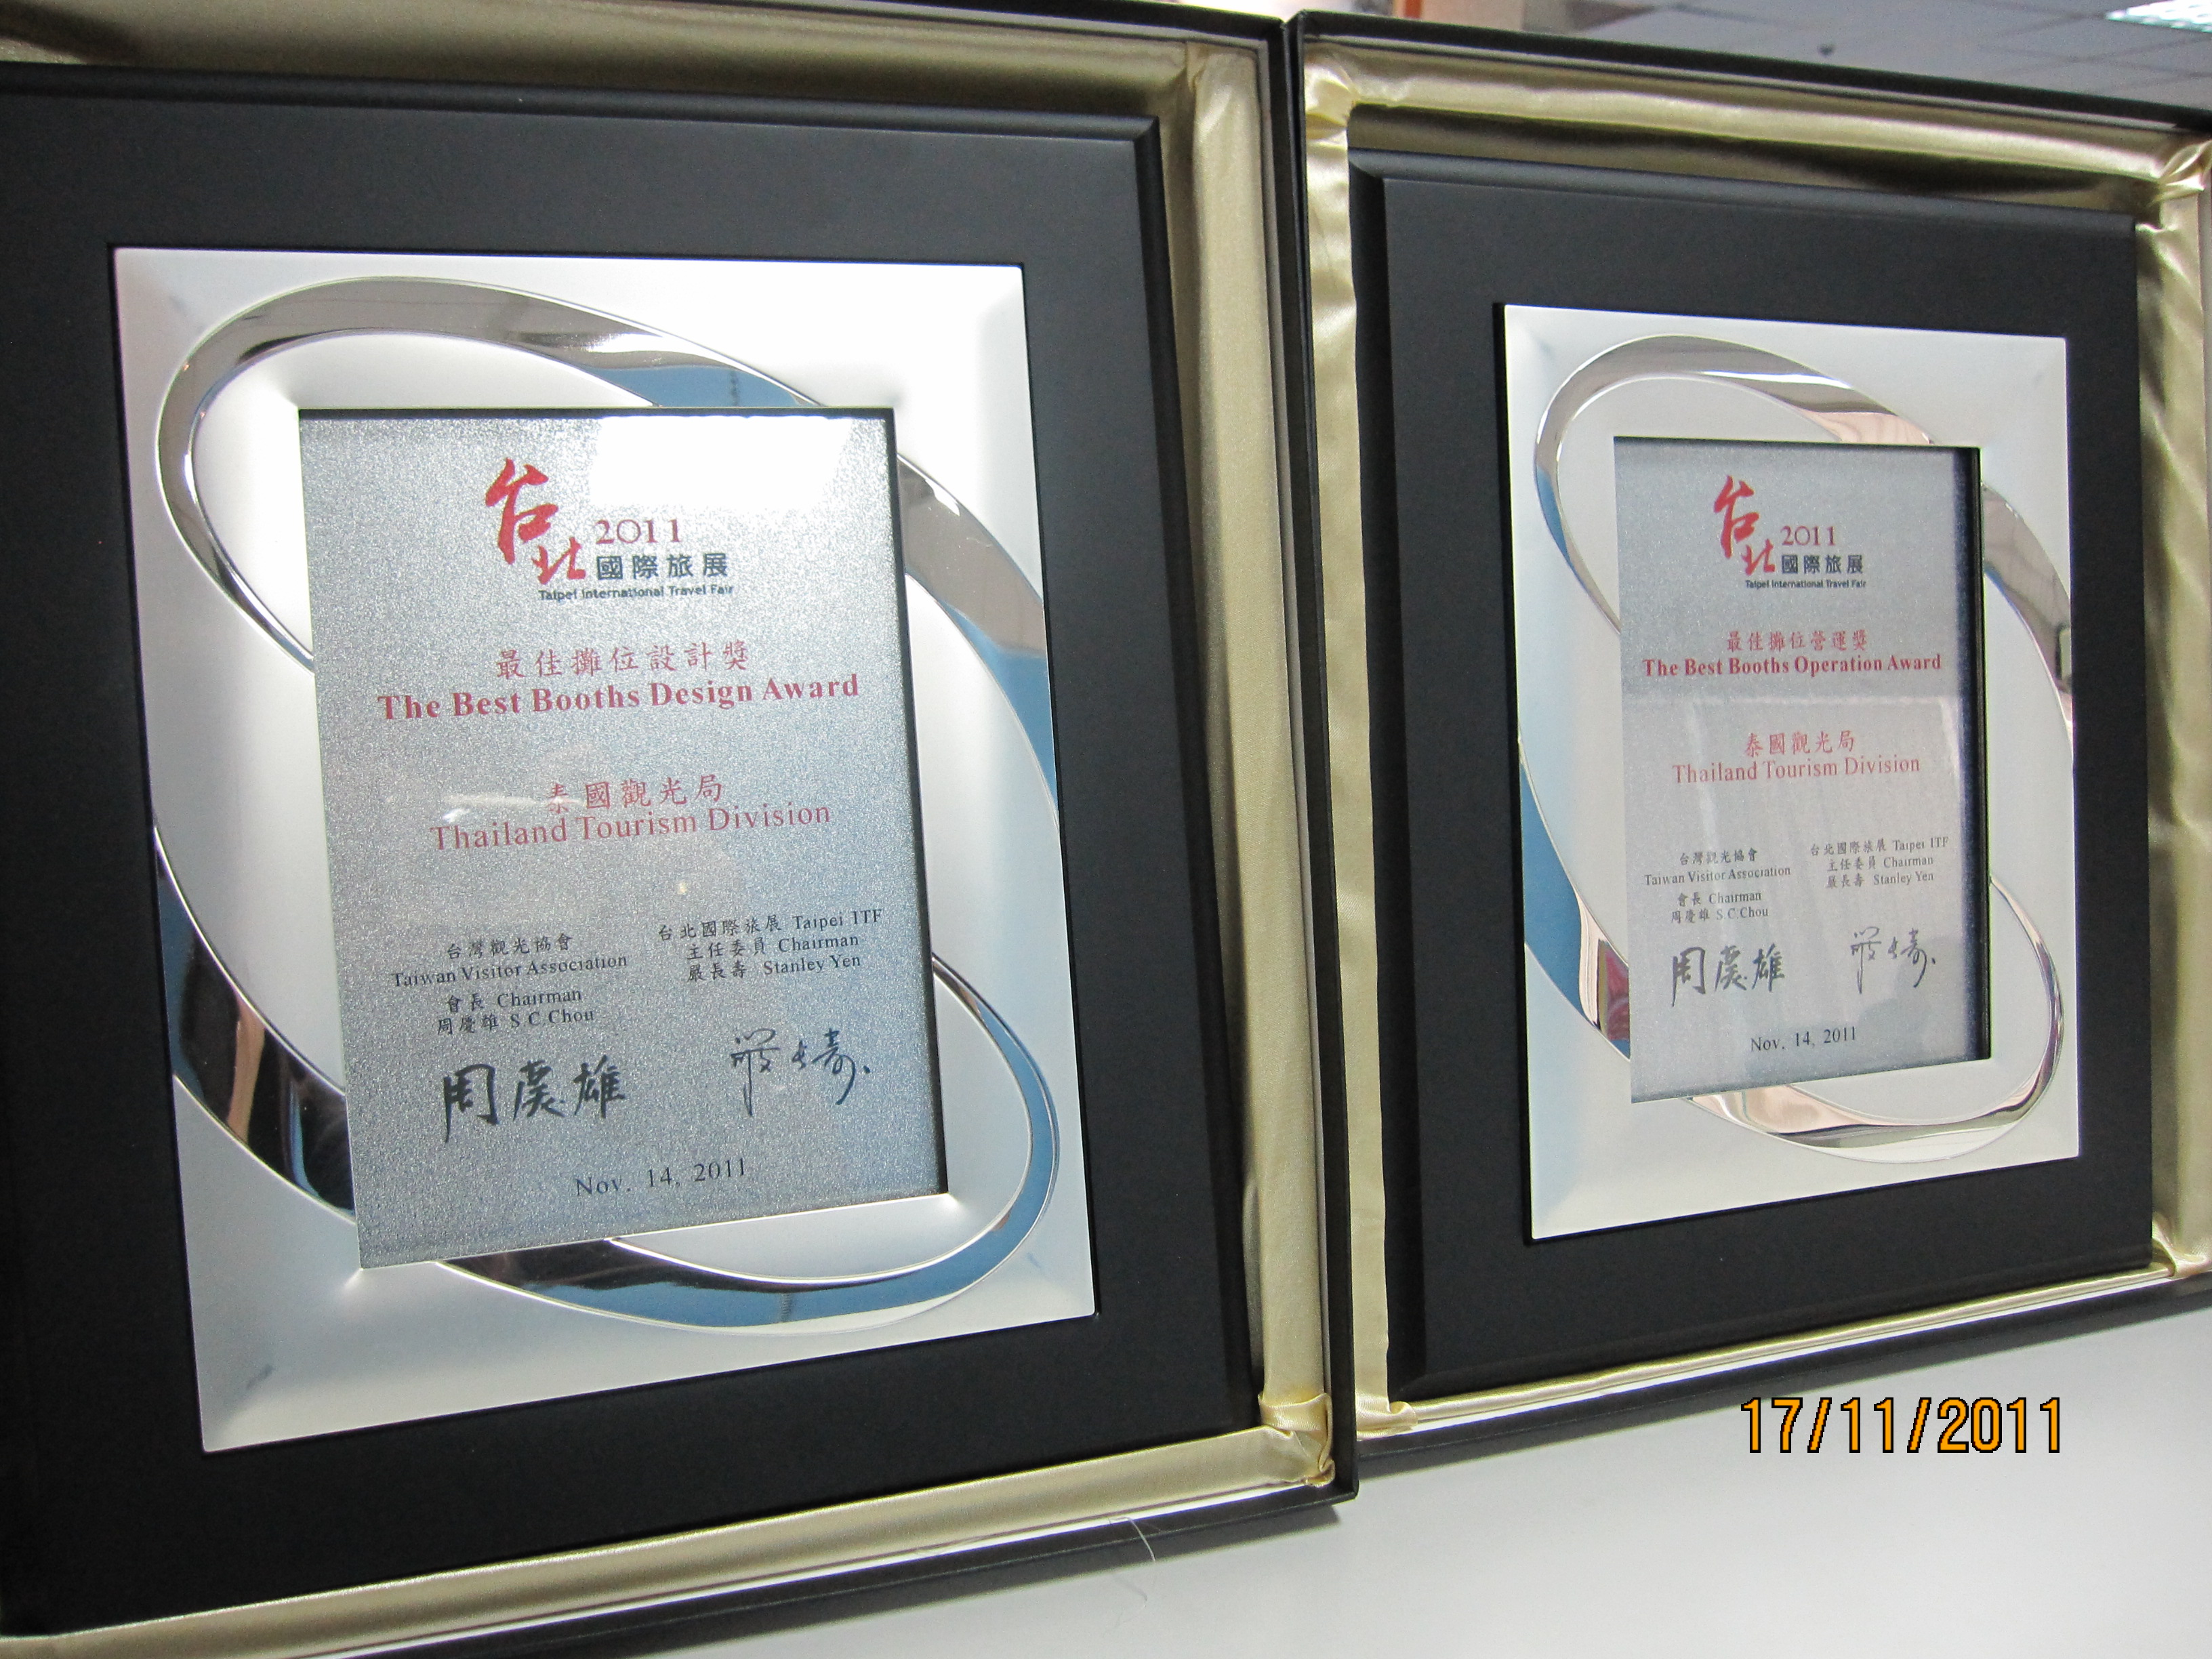 台北
2011
國際旅展
Taipei International Travel Fair
最佳攤位設計獎
The Best Booths Design Award
泰國觀光局
Thailand Tourism Division
台灣觀光協會
Taiwan Visitor Association
會長 Chairman
周慶雄 S.C.Chou
台北國際旅展 Taipei ITF
主任委員 Chairman
嚴長壽 Stanley Yen
周慶雄
嚴長壽
Nov. 14, 2011
台北
2011
國際旅展
Taipei International Travel Fair
最佳攤位營運獎
The Best Booths Operation Award
泰國觀光局
Thailand Tourism Division
台灣觀光協會
Taiwan Visitor Association
會長 Chairman
周慶雄 S.C.Chou
台北國際旅展 Taipei ITF
主任委員 Chairman
嚴長壽 Stanley Yen
周慶雄
嚴長壽
Nov. 14, 2011
17/11/2011